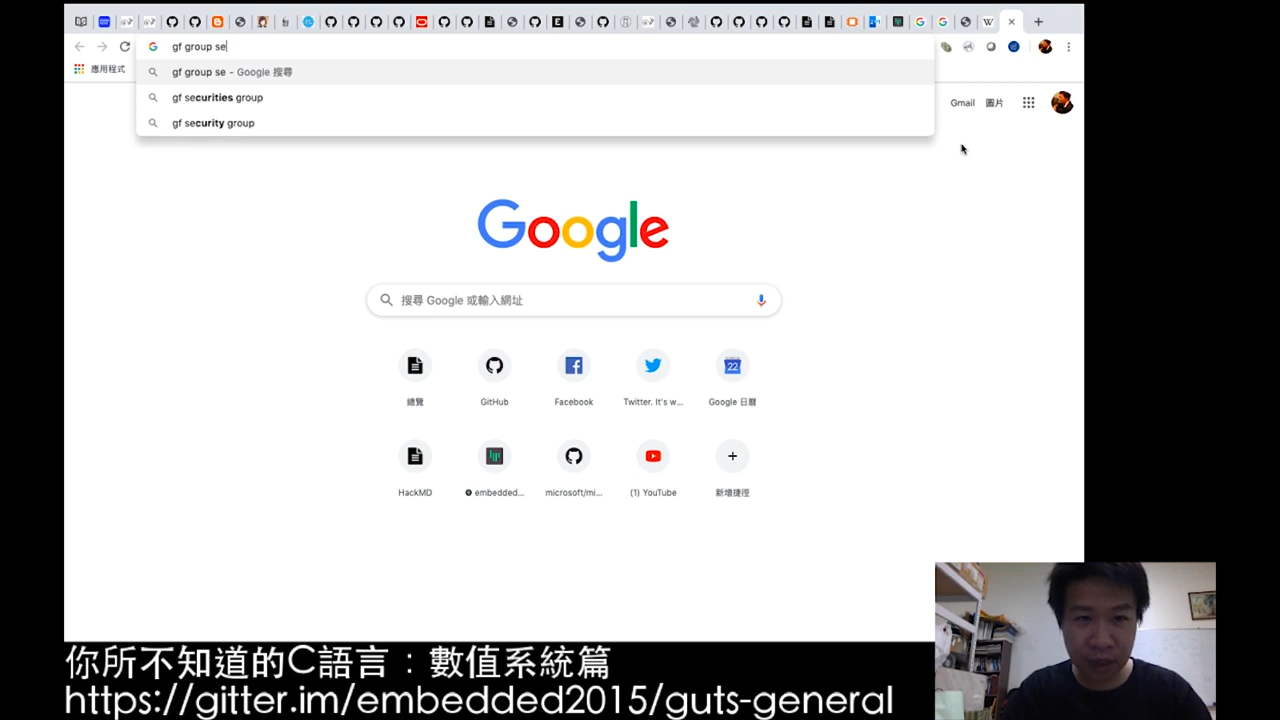 gf group se
應用程式
gf group se - Google 搜尋
gf securities group
gf security group
Gmail
圖片
Google
搜尋 Google 或輸入網址
22
總覽
GitHub
Facebook
Twitter. It's w...
Google 日曆
HackMD
embedded...
microsoft/mi...
(1) YouTube
新增捷徑
你所不知道的C語言：數值系統篇
https://gitter.im/embedded2015/guts-general